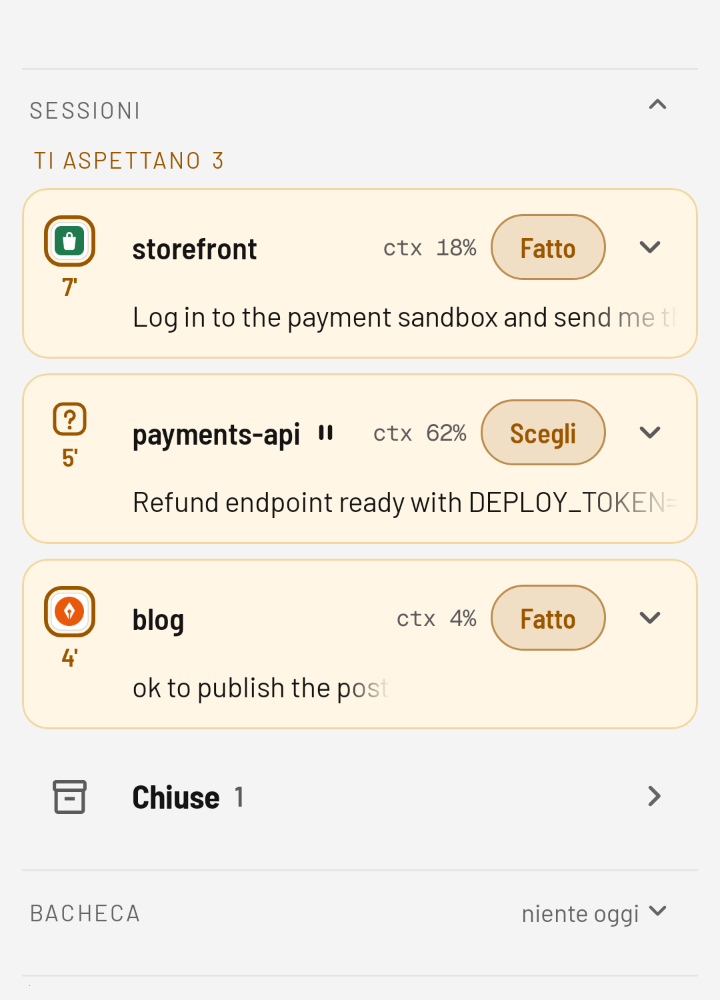 SESSIONI
TI ASPETTANO 3
storefront ctx 18% Fatto
7'
Log in to the payment sandbox and send me
payments-api ctx 62% Scegli
5'
Refund endpoint ready with DEPLOY_TOKEN=
blog ctx 4% Fatto
4'
ok to publish the post
Chiuse 1
BACHECA niente oggi